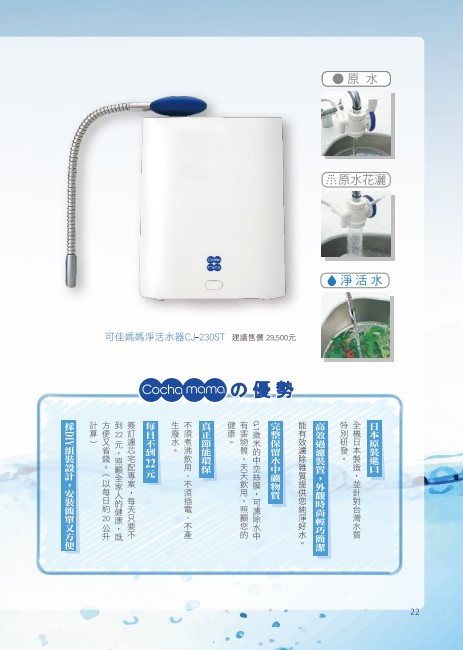 原水
原水花灑
淨活水
Cocha
mama
可佳媽媽淨活水器CJ-230ST 建議售價 29,500元
Cocha mama の優勢
日本原裝進口
全機日本製造，並針對台灣水質
特別研發。
高效過濾裝置，外觀時尚輕巧簡潔
能有效濾除雜質提供您純淨好水。
完整保留水中礦物質
0.1微米的中空絲膜，可濾除水中
有害物質，天天飲用，照顧您的
健康。
真正節能環保
不須煮沸飲用、不須插電、不產
生廢水。
每日不到22元
簽訂濾芯宅配專案，每天只要不
到22元，照顧全家人的健康，既
方便又省錢。（以每日約20公升
計算）
採DIY組裝設計，安裝簡單又方便
22